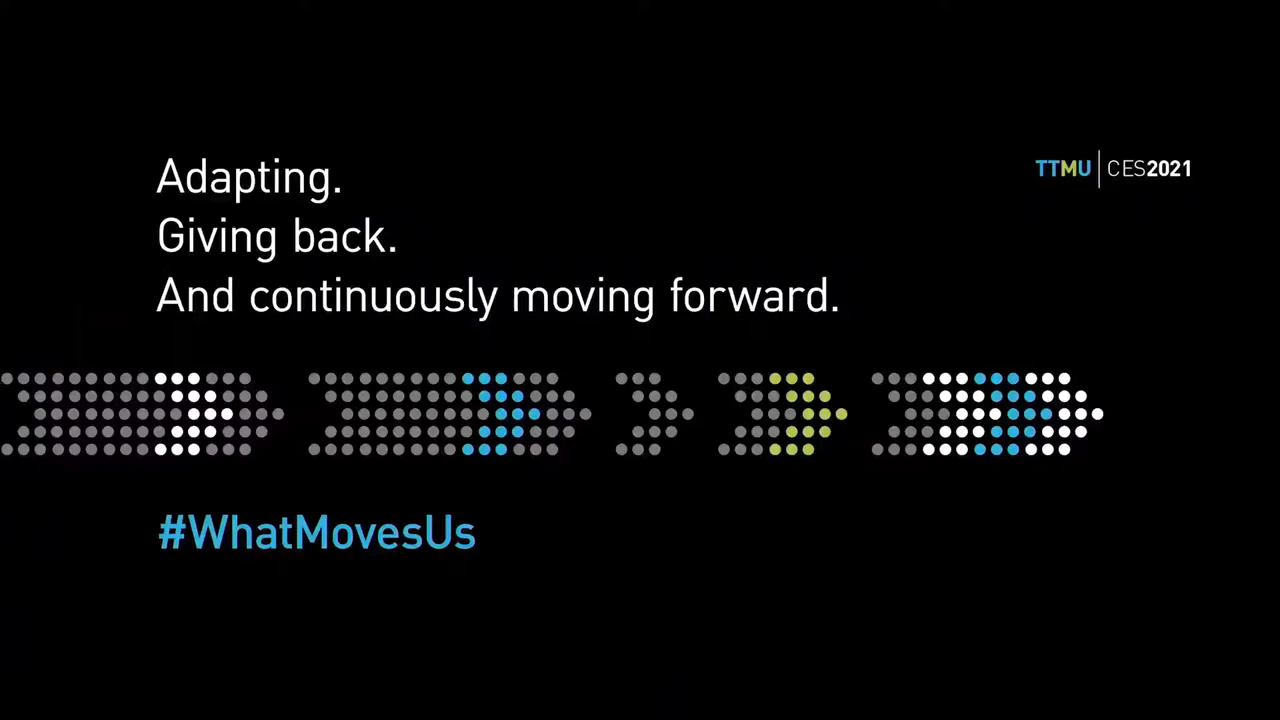 Adapting.
Giving back.
And continuously moving forward.
TTMU|CES2021
#WhatMovesUs